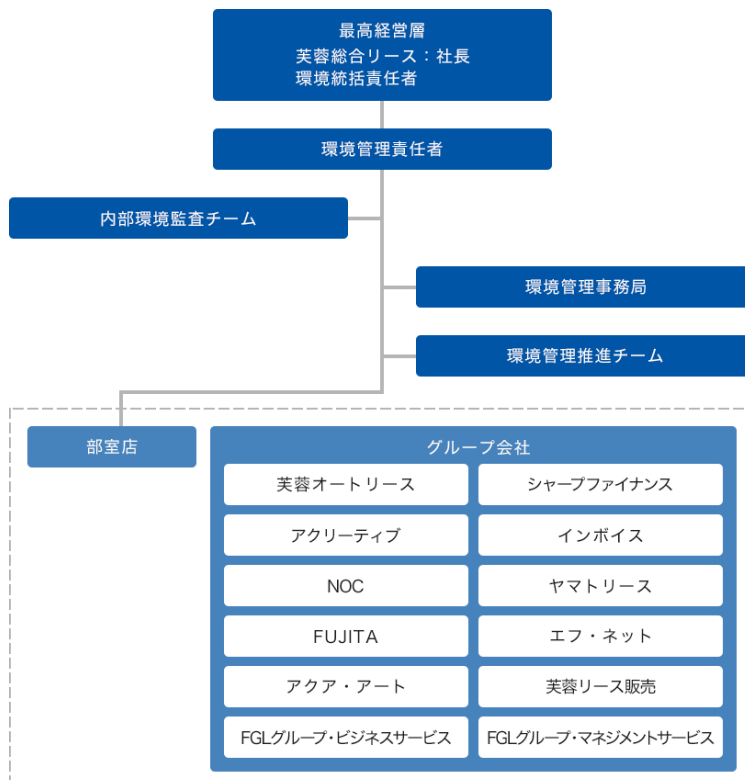 最高経営層
芙蓉総合リース：社長
環境統括責任者
環境管理責任者
内部環境監査チーム
環境管理事務局
環境管理推進チーム
部室店
グループ会社
芙蓉オートリース
シャープファイナンス
アクリーティブ
インボイス
NOC
ヤマトリース
FUJITA
エフ・ネット
アクア・アート
芙蓉リース販売
FGLグループ・ビジネスサービス
FGLグループ・マネジメントサービス